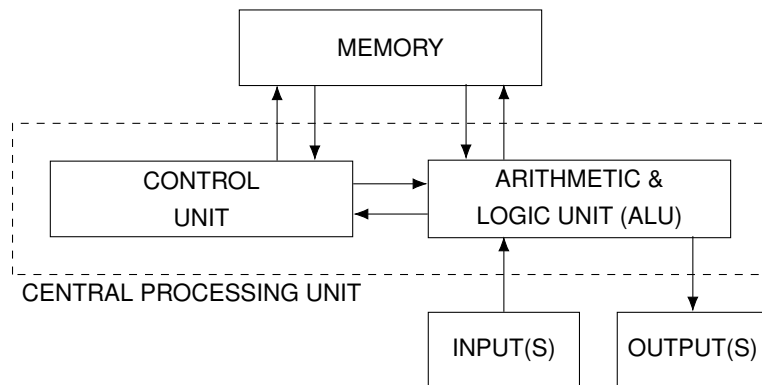 MEMORY
CONTROL
UNIT
ARITHMETIC &
LOGIC UNIT (ALU)
CENTRAL PROCESSING UNIT
INPUT(S)
OUTPUT(S)